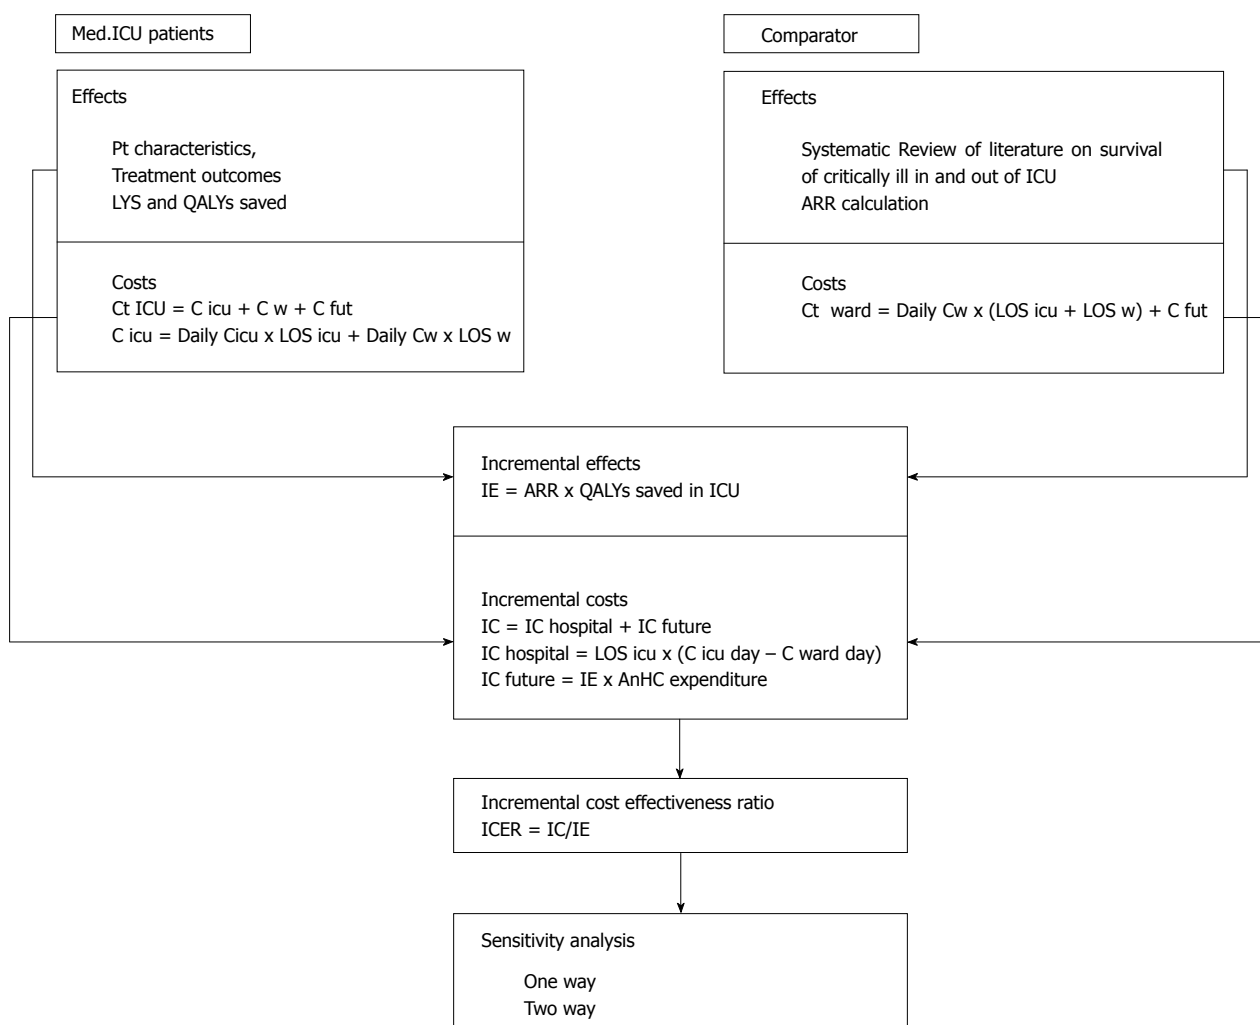 Med.ICU patients
Effects
Pt characteristics,
Treatment outcomes
LYS and QALYs saved
Costs
Ct ICU = C icu + C w + C fut
C icu = Daily Cicu x LOS icu + Daily Cw x LOS w
Comparator
Effects
Systematic Review of literature on survival
of critically ill in and out of ICU
ARR calculation
Costs
Ct ward = Daily Cw x (LOS icu + LOS w) + C fut
Incremental effects
IE = ARR x QALYs saved in ICU
Incremental costs
IC = IC hospital + IC future
IC hospital = LOS icu x (C icu day – C ward day)
IC future = IE x AnHC expenditure
Incremental cost effectiveness ratio
ICER = IC/IE
Sensitivity analysis
One way
Two way